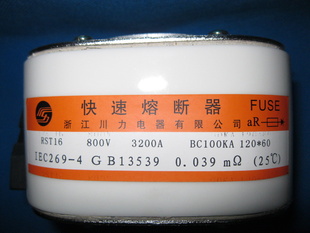 快速熔断器 FUSE
浙江川力电器有限公司 aR
RST16 800V 3200A BC100KA 120*60
IEC269-4 GB13539 0.039 mΩ (25℃)